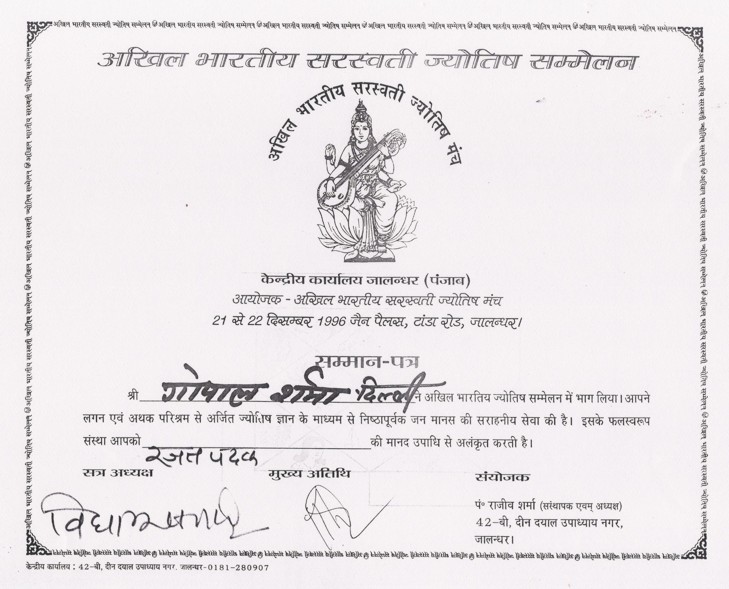 अखिल भारतीय सरस्वती ज्योतिष सम्मेलन
अखिल भारतीय सरस्वती ज्योतिष मंच
केन्द्रीय कार्यालय जालन्धर (पंजाब)
आयोजक - अखिल भारतीय सरस्वती ज्योतिष मंच
21 से 22 दिसम्बर 1996 जैन पैलस, टांडा रोड़, जालन्धर।
सम्मान-पत्र
श्री गोपाल शर्मा दिल्ली ने अखिल भारतिय ज्योतिष सम्मेलन में भाग लिया। आपने
लगन एवं अथक परिश्रम से अर्जित ज्योतिष ज्ञान के माध्यम से निष्ठापूर्वक जन मानस की सराहनीय सेवा की है। इसके फलस्वरूप
संस्था आपको रजत पदक की मानद उपाधि से अलंकृत करती है।
सत्र अध्यक्ष मुख्य अतिथि संयोजक
पं॰ राजीव शर्मा (संस्थापक एवम् अध्यक्ष)
42-बी, दीन दयाल उपाध्याय नगर,
जालन्धर।
केन्द्रीय कार्यालय : 42-बी, दीन दयाल उपाध्याय नगर, जालन्धर-0181-280907